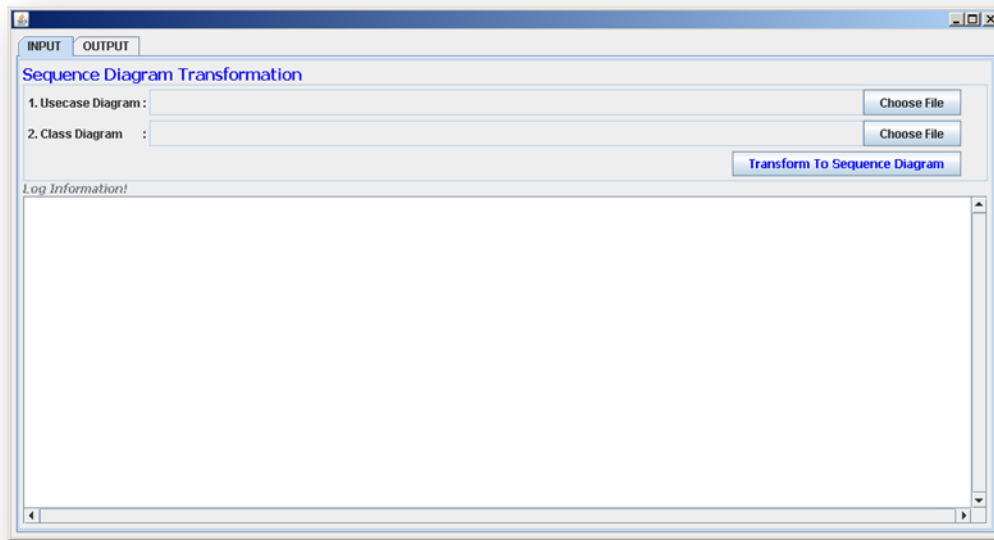 INPUT OUTPUT
Sequence Diagram Transformation
1. Usecase Diagram : Choose File
2. Class Diagram : Choose File
Transform To Sequence Diagram
Log Information!